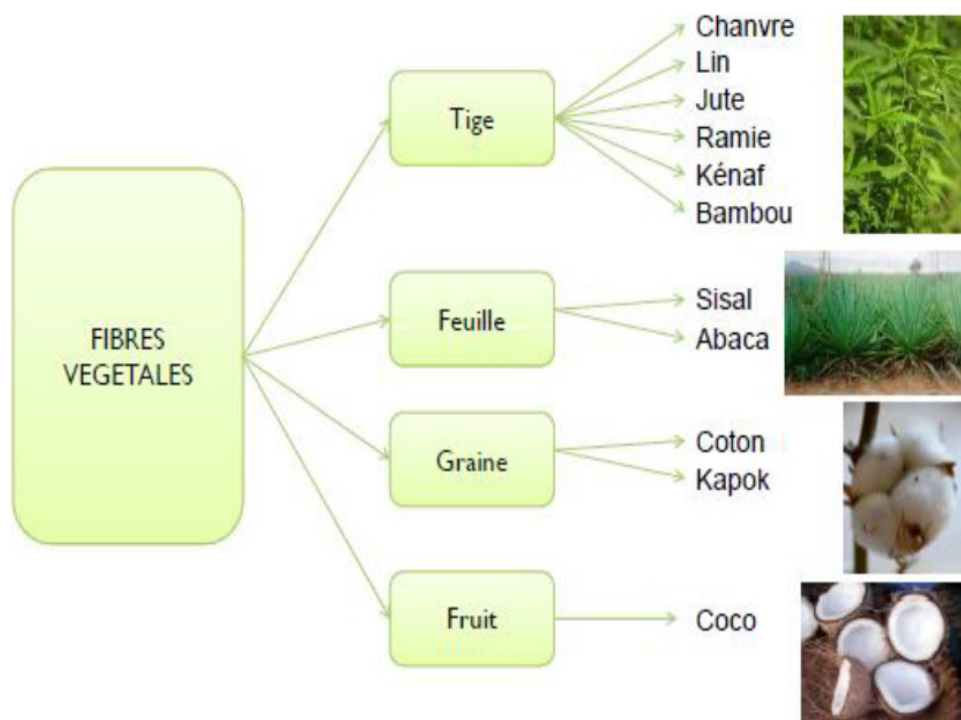 FIBRES
VEGETALES
Tige
Chanvre
Lin
Jute
Ramie
Kénaf
Bambou
Feuille
Sisal
Abaca
Graine
Coton
Kapok
Fruit
Coco